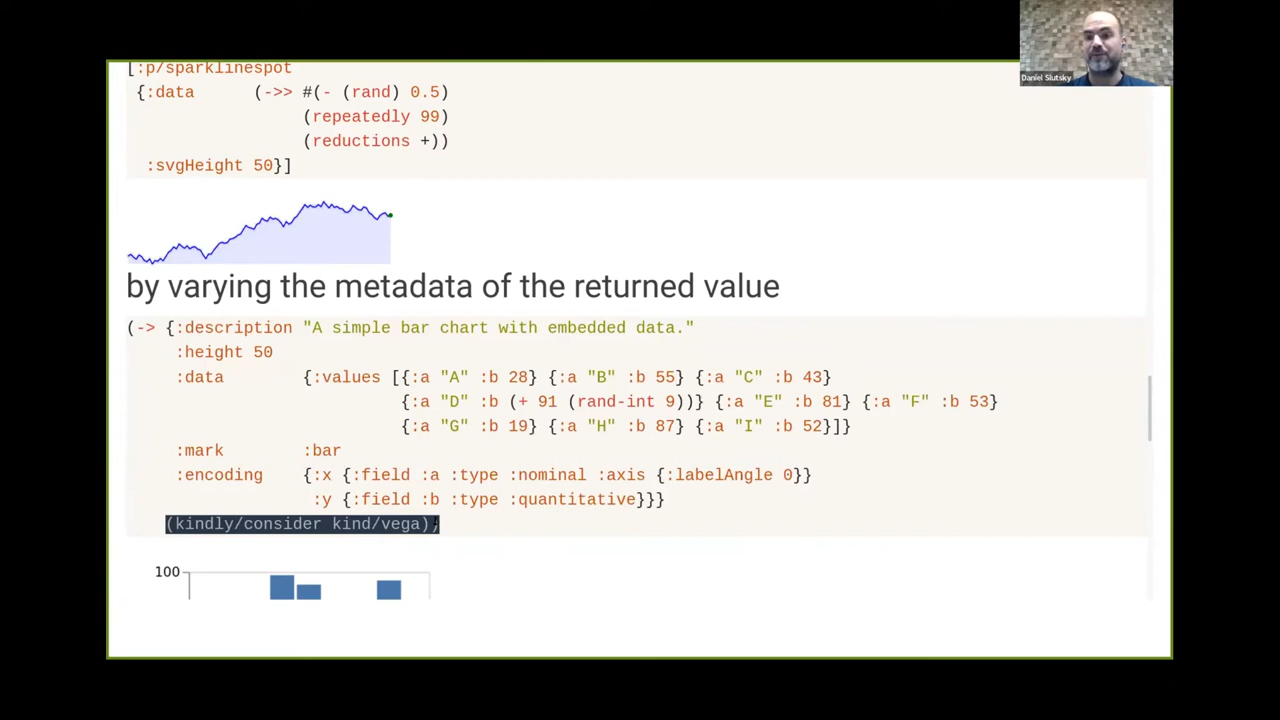 Daniel Slutsky
[:p/sparklinespot
{:data (->> #(- (rand) 0.5)
(repeatedly 99)
(reductions +))
:svgHeight 50}]
by varying the metadata of the returned value
(-> {:description "A simple bar chart with embedded data."
:height 50
:data {:values [{:a "A" :b 28} {:a "B" :b 55} {:a "C" :b 43}
{:a "D" :b (+ 91 (rand-int 9))} {:a "E" :b 81} {:a "F" :b 53}
{:a "G" :b 19} {:a "H" :b 87} {:a "I" :b 52}]}
:mark :bar
:encoding {:x {:field :a :type :nominal :axis {:labelAngle 0}}
:y {:field :b :type :quantitative}}}
(kindly/consider kind/vega))
100